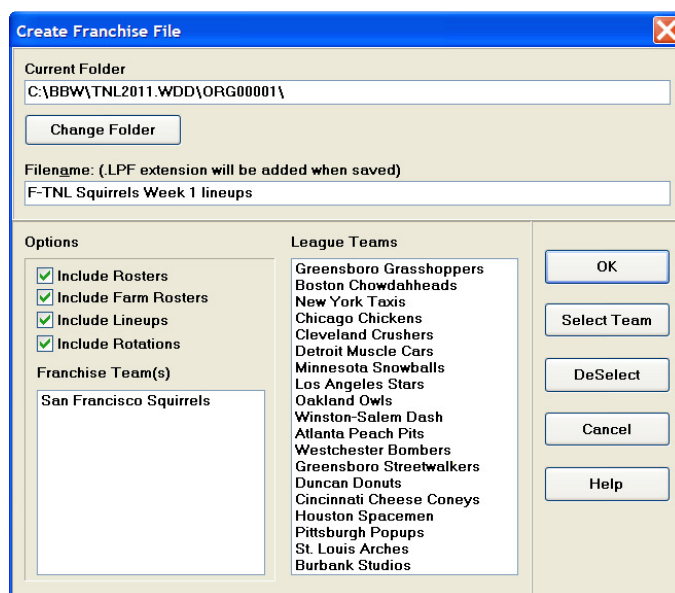 Create Franchise File
Current Folder
C:\BBW\TNL2011.WDD\ORG00001\
Change Folder
Filename: (.LPF extension will be added when saved)
F-TNL Squirrels Week 1 lineups
Options
Include Rosters
Include Farm Rosters
Include Lineups
Include Rotations
Franchise Team(s)
San Francisco Squirrels
League Teams
Greensboro Grasshoppers
Boston Chowdahheads
New York Taxis
Chicago Chickens
Cleveland Crushers
Detroit Muscle Cars
Minnesota Snowballs
Los Angeles Stars
Oakland Owls
Winston-Salem Dash
Atlanta Peach Pits
Westchester Bombers
Greensboro Streetwalkers
Duncan Donuts
Cincinnati Cheese Coneys
Houston Spacemen
Pittsburgh Popups
St. Louis Arches
Burbank Studios
OK
Select Team
DeSelect
Cancel
Help